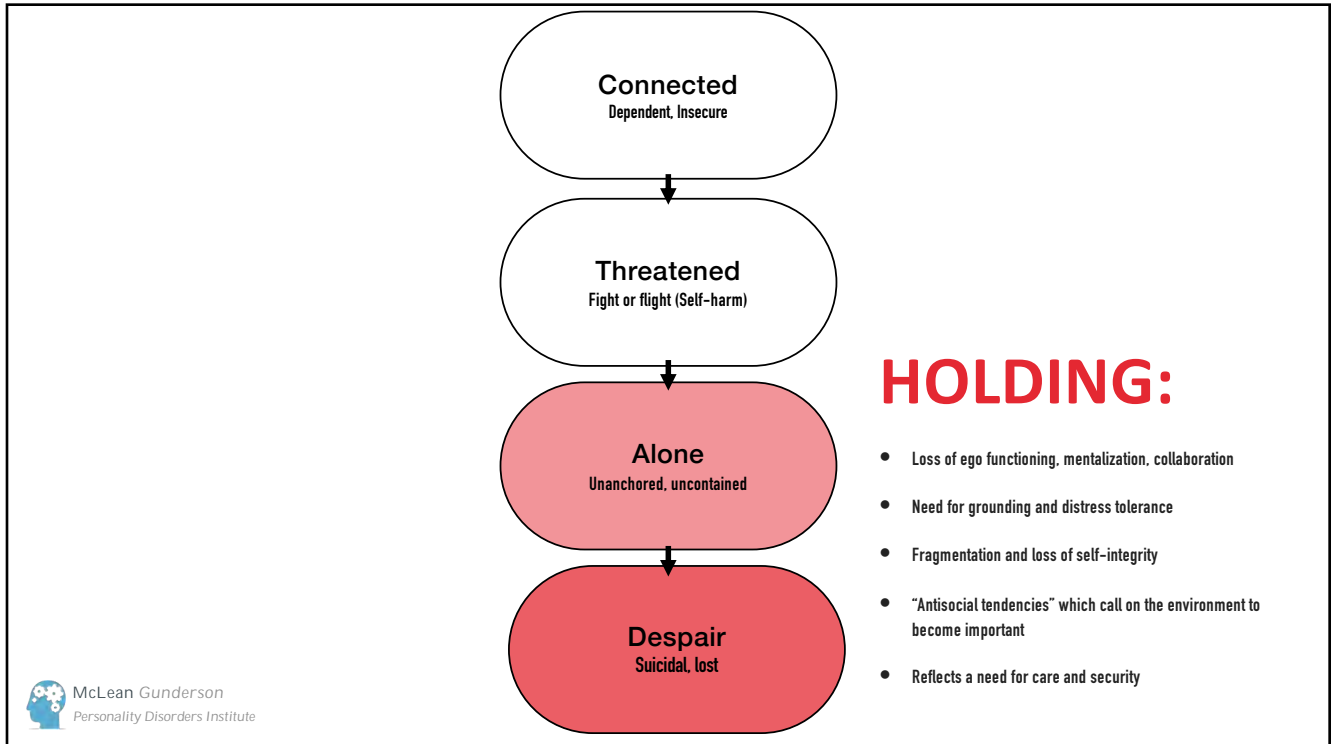 Connected
Dependent, Insecure
Threatened
Fight or flight (Self-harm)
Alone
Unanchored, uncontained
Despair
Suicidal, lost
HOLDING:
• Loss of ego functioning, mentalization, collaboration
• Need for grounding and distress tolerance
• Fragmentation and loss of self-integrity
• “Antisocial tendencies” which call on the environment to
become important
• Reflects a need for care and security
McLean Gunderson
Personality Disorders Institute